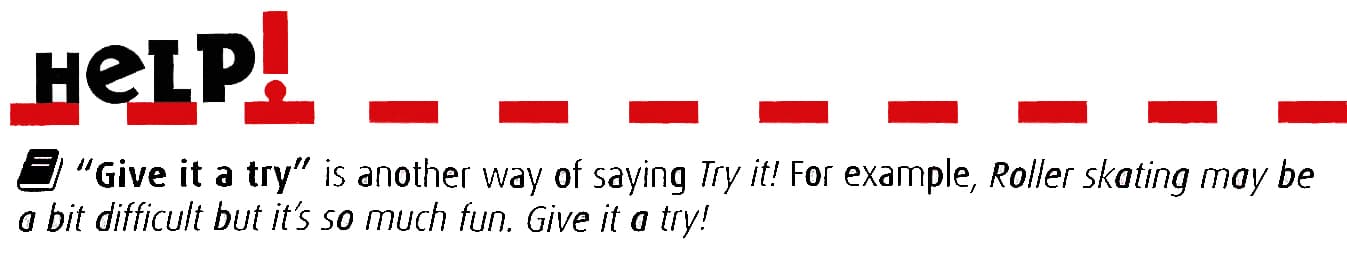 HeLP!
"Give it a try" is another way of saying Try it! For example, Roller skating may be
a bit difficult but it's so much fun. Give it a try!